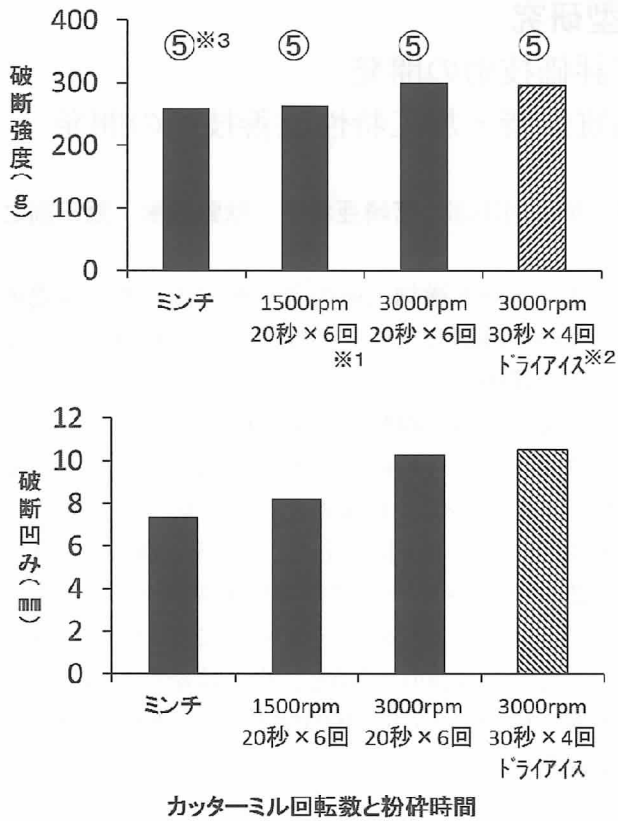 ⑤※3 ⑤ ⑤ ⑤
破断強度(g)
400
300
200
100
0
ミンチ 1500rpm 3000rpm 3000rpm
20秒×6回 20秒×6回 30秒×4回
※1 ドライアイス※2
破断凹み(㎜)
12
10
8
6
4
2
0
ミンチ 1500rpm 3000rpm 3000rpm
20秒×6回 20秒×6回 30秒×4回
ドライアイス
カッターミル回転数と粉砕時間